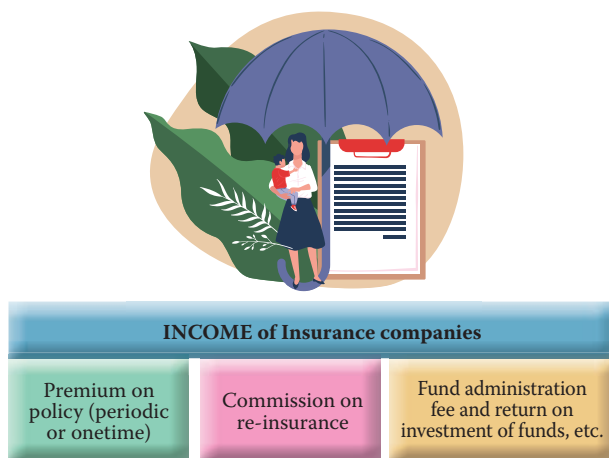 INCOME of Insurance companies
Premium on
policy (periodic
or onetime)
Commission on
re-insurance
Fund administration
fee and return on
investment of funds, etc.